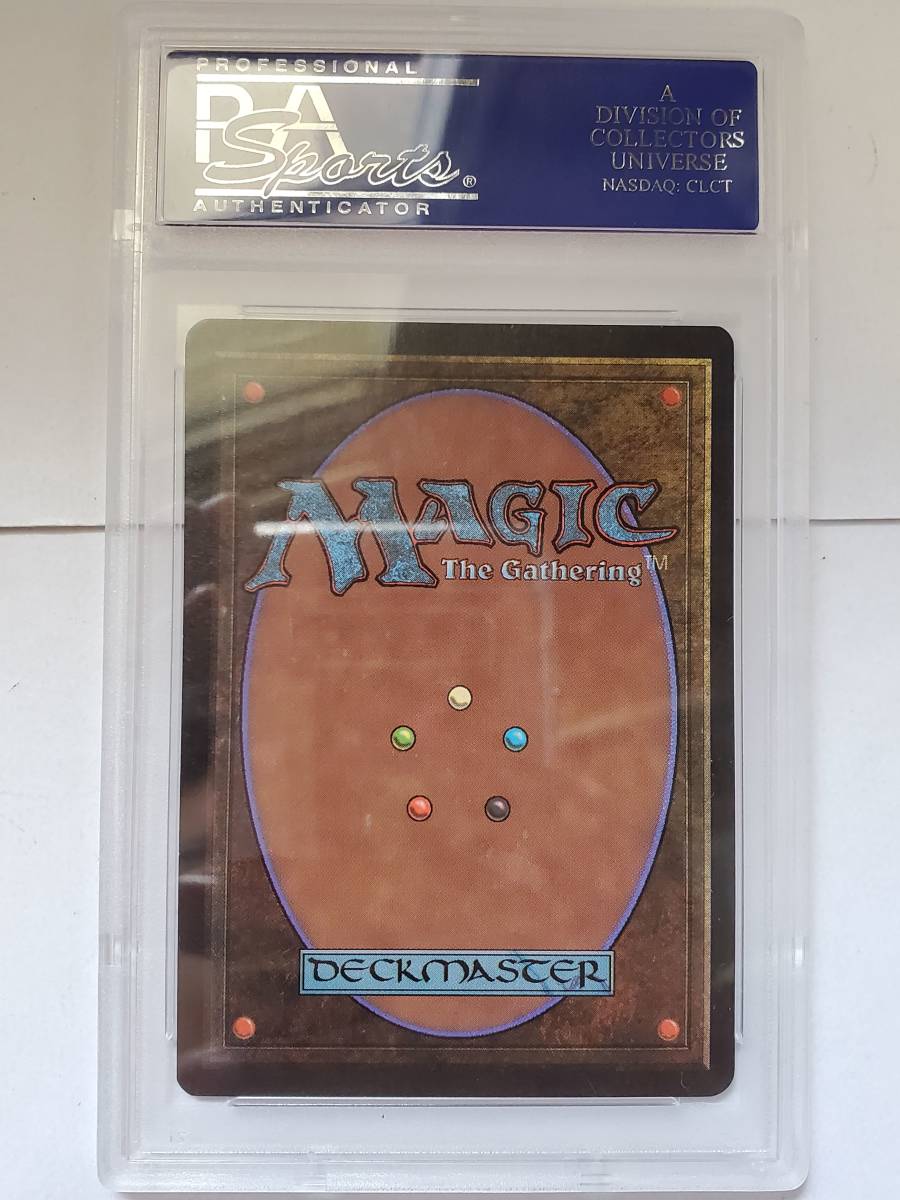 PROFESSIONAL
PSA
Sports®
AUTHENTICATOR
A
DIVISION OF
COLLECTORS
UNIVERSE
NASDAQ: CLCT
MAGIC
The Gathering™
DECKMASTER